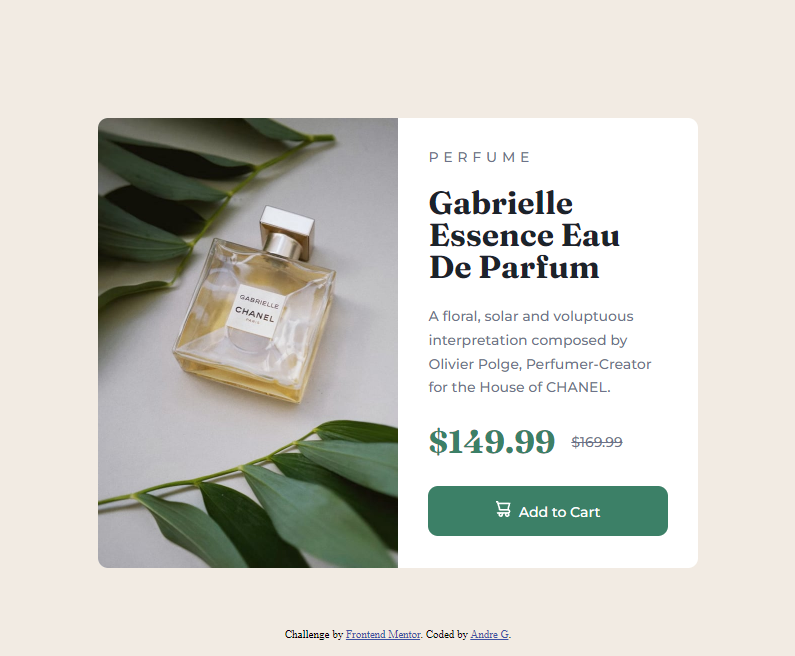 PERFUME
Gabrielle
Essence Eau
De Parfum
GABRIELLE
CHANEL
PARIS
A floral, solar and voluptuous
interpretation composed by
Olivier Polge, Perfumer-Creator
for the House of CHANEL.
$149.99 $169.99
Add to Cart
Challenge by Frontend Mentor. Coded by Andre G.